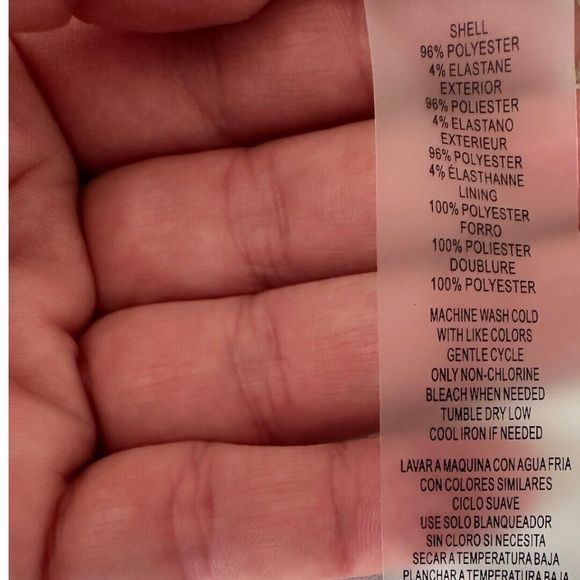 SHELL
96% POLYESTER
4% ELASTANE
EXTERIOR
96% POLIESTER
4% ELASTANO
EXTERIEUR
96% POLYESTER
4% ÉLASTHANNE
LINING
100% POLYESTER
FORRO
100% POLIESTER
DOUBLURE
100% POLYESTER
MACHINE WASH COLD
WITH LIKE COLORS
GENTLE CYCLE
ONLY NON-CHLORINE
BLEACH WHEN NEEDED
TUMBLE DRY LOW
COOL IRON IF NEEDED
LAVAR A MAQUINA CON AGUA FRIA
CON COLORES SIMILARES
CICLO SUAVE
USE SOLO BLANQUEADOR
SIN CLORO SI NECESITA
SECAR A TEMPERATURA BAJA
PLANCHAR A TEMPERATURA BAJA